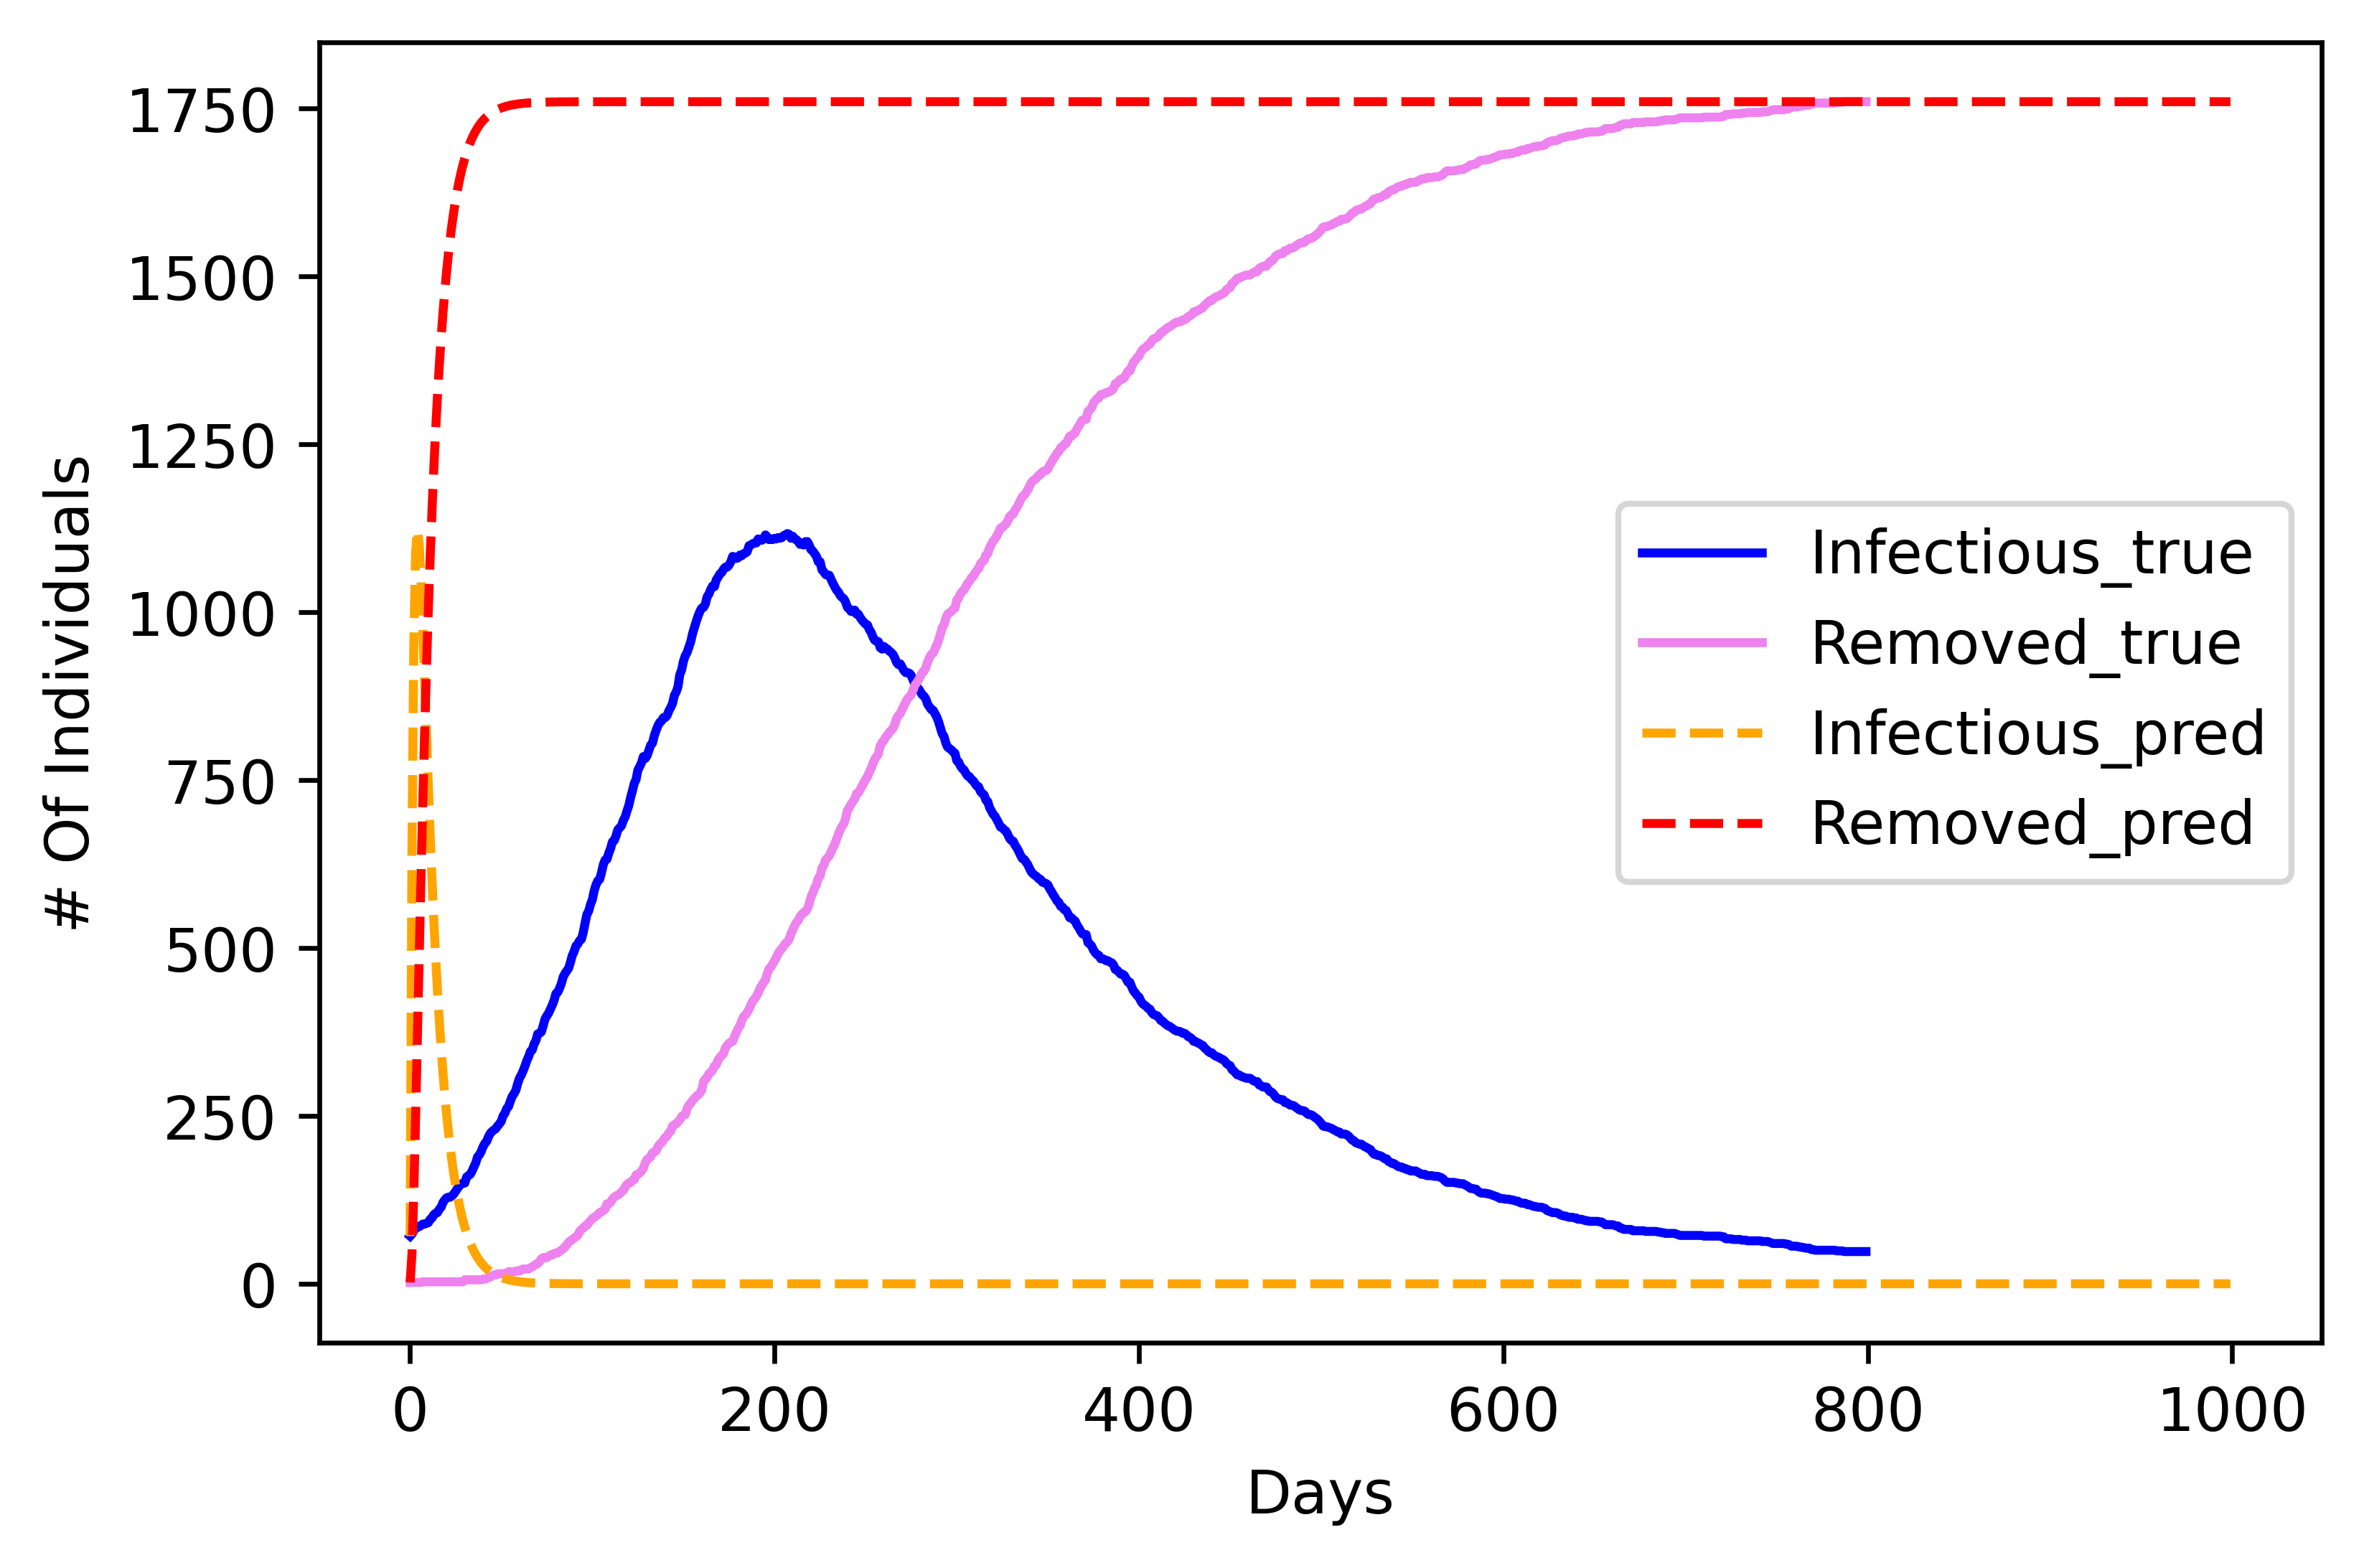 1750
1500
1250
1000
750
500
250
0
# Of Individuals
Infectious_true
Removed_true
Infectious_pred
Removed_pred
0 200 400 600 800 1000
Days